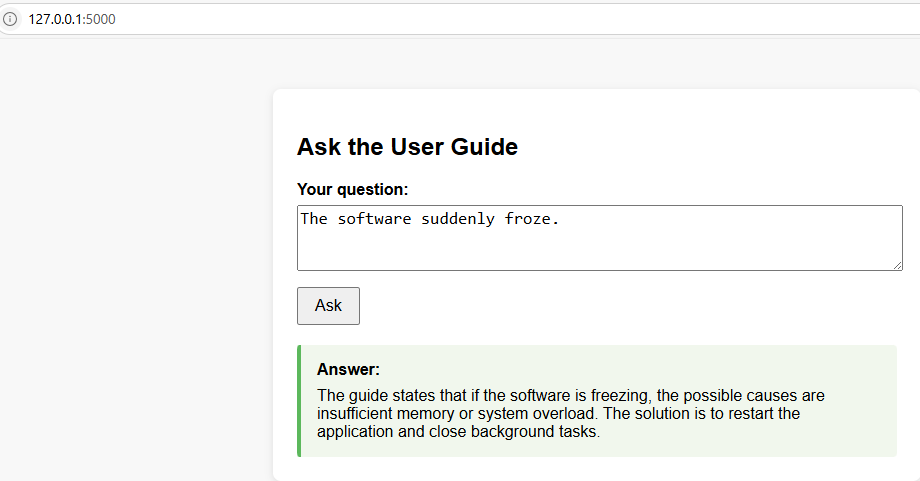 127.0.0.1:5000
Ask the User Guide
Your question:
The software suddenly froze.
Ask
Answer:
The guide states that if the software is freezing, the possible causes are
insufficient memory or system overload. The solution is to restart the
application and close background tasks.